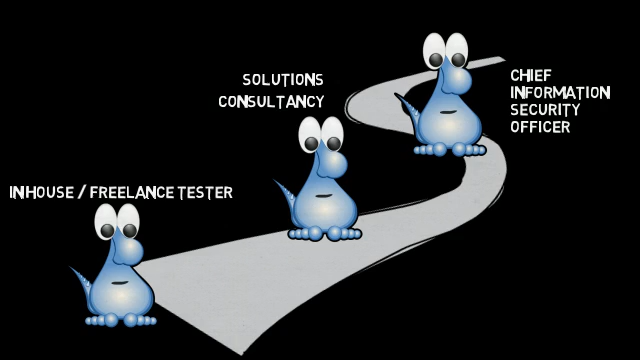 SOLUTIONS
CONSULTANCY
CHIEF
INFORMATION
SECURITY
OFFICER
INHOUSE / FREELANCE TESTER